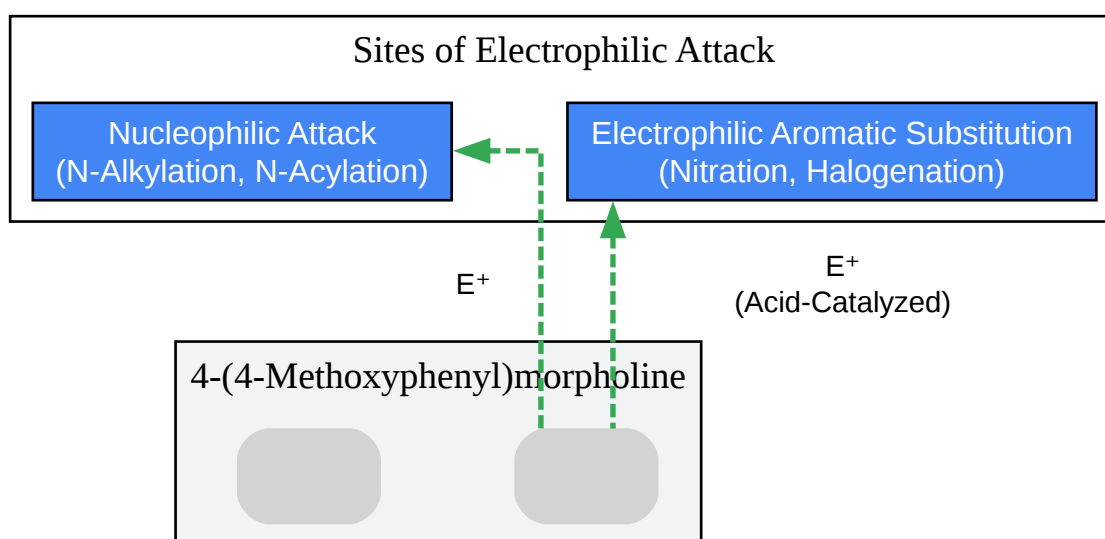 Sites of Electrophilic Attack
Nucleophilic Attack
(N-Alkylation, N-Acylation)
Electrophilic Aromatic Substitution
(Nitration, Halogenation)
E⁺
E⁺
(Acid-Catalyzed)
4-(4-Methoxyphenyl)morpholine